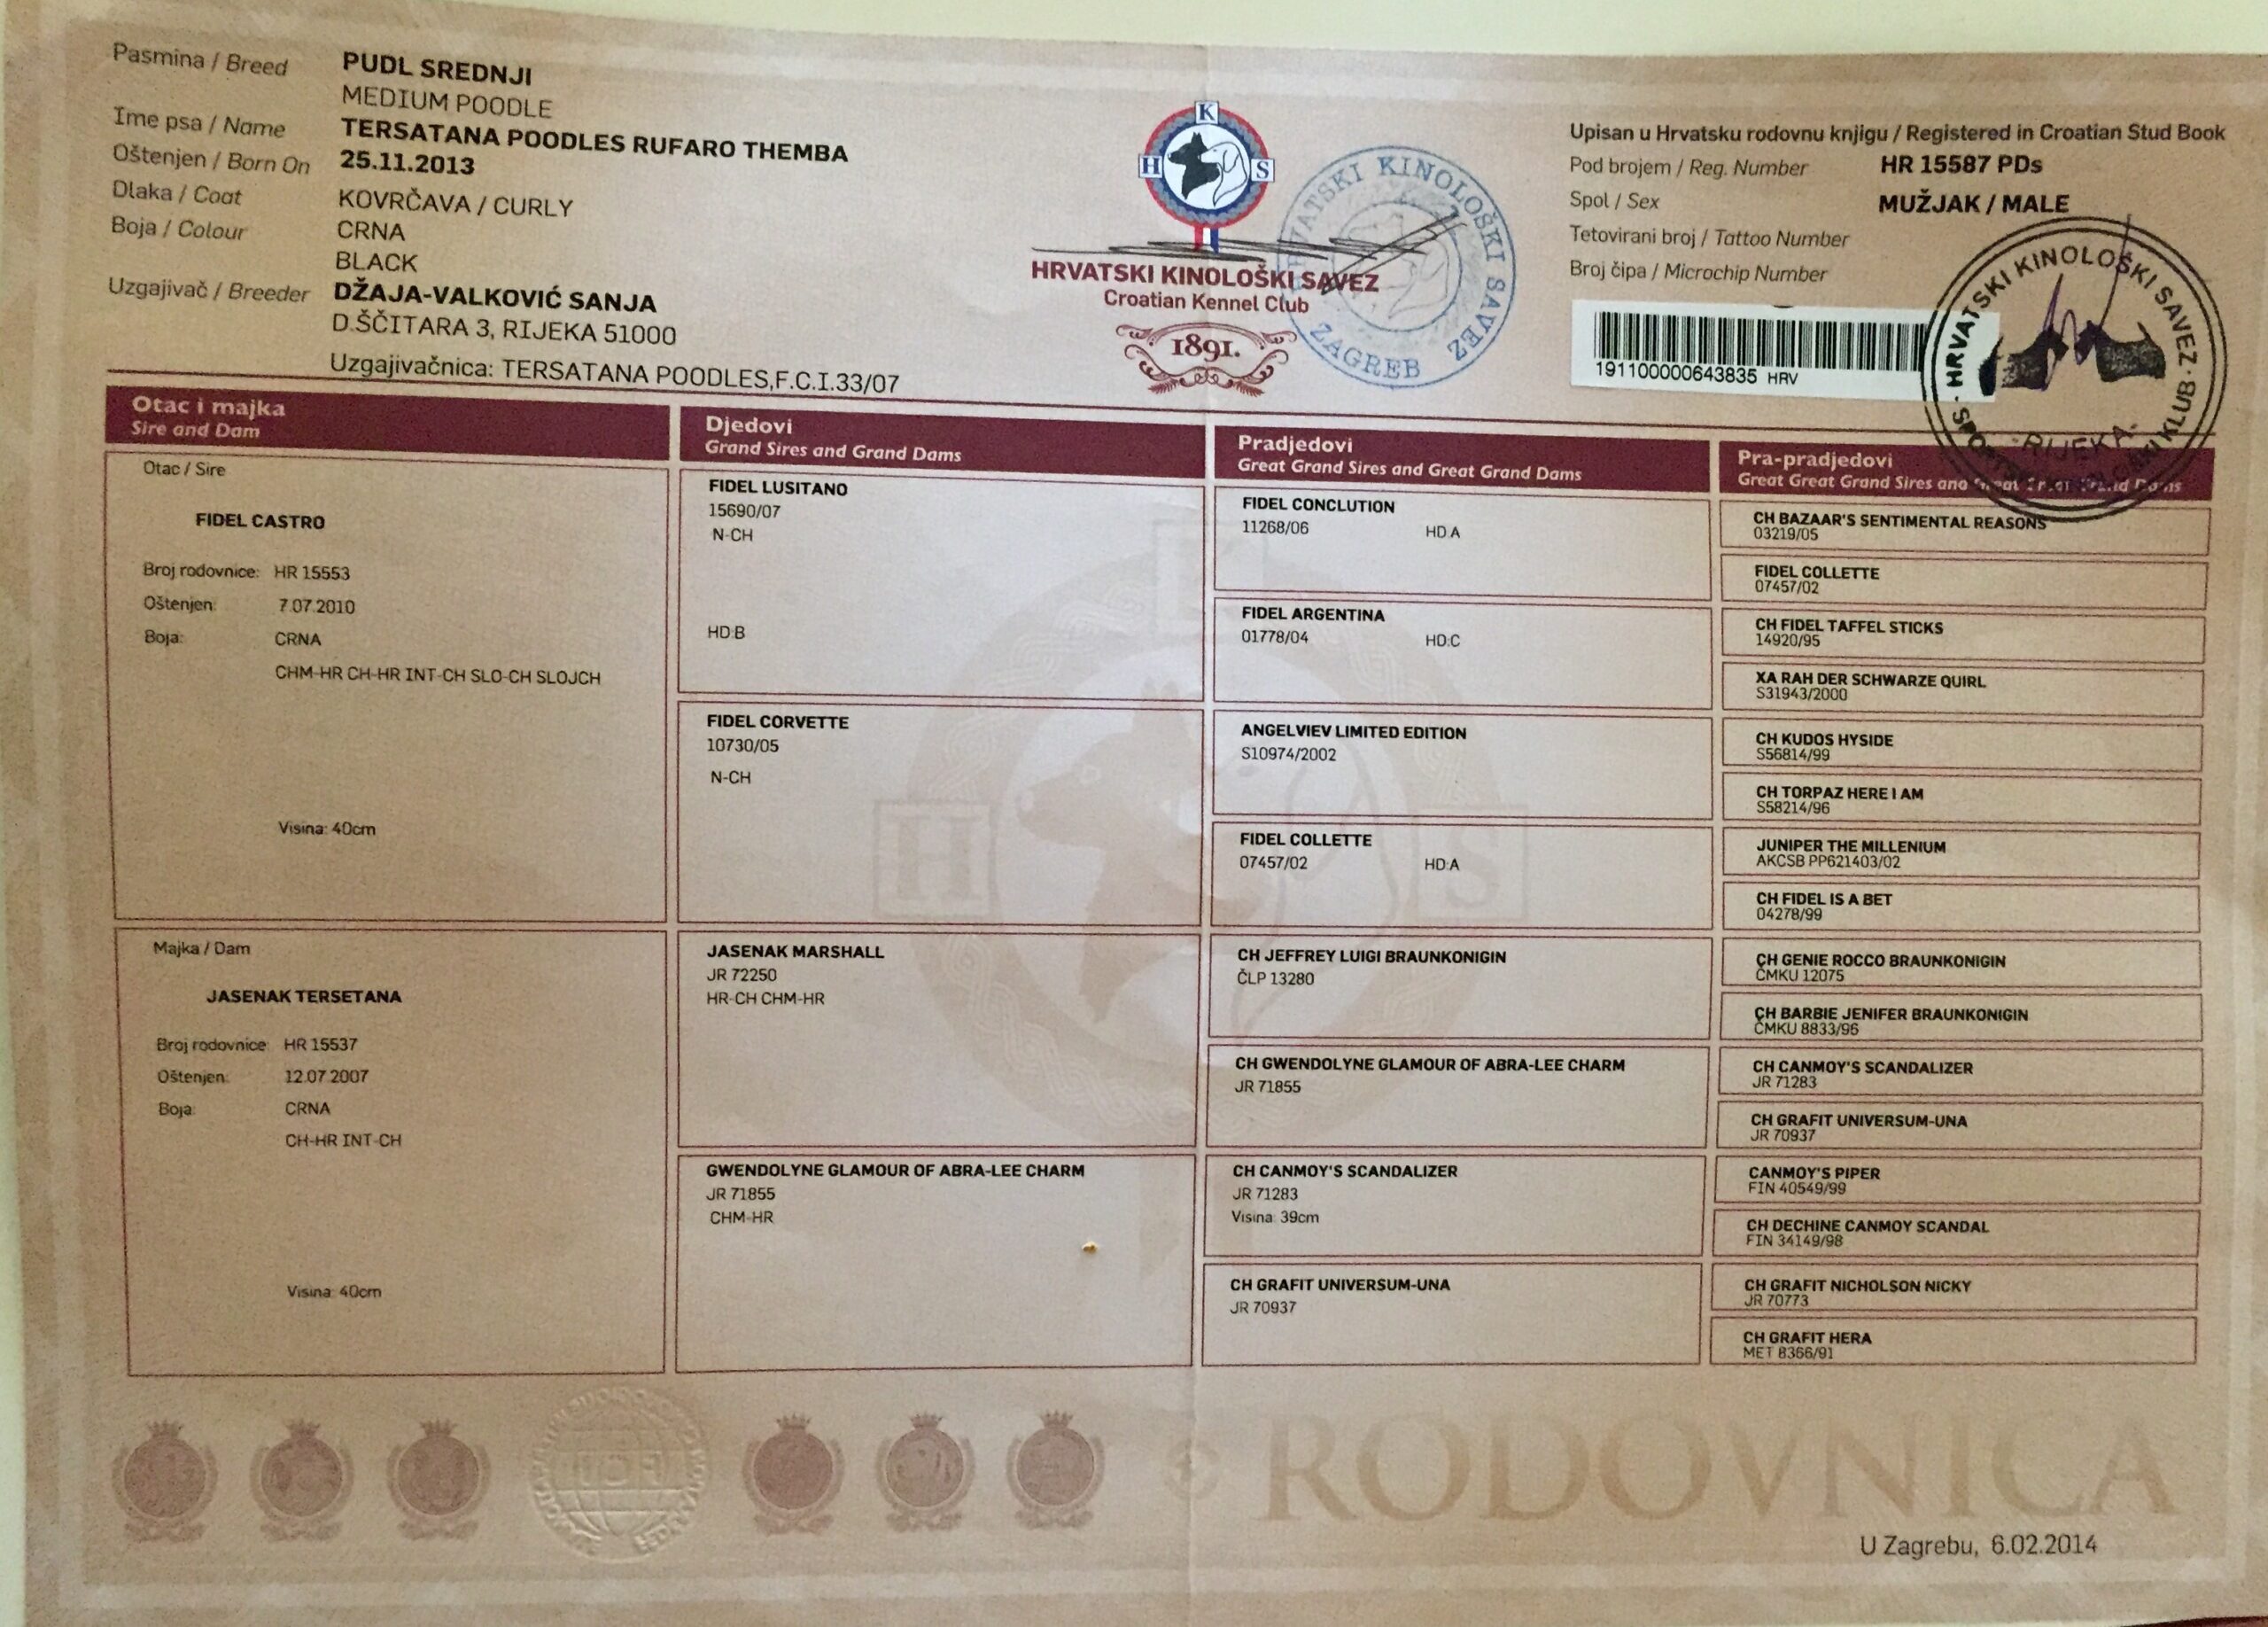 Pasmina / Breed PUDL SREDNJI
MEDIUM POODLE
Ime psa / Name TERSATANA POODLES RUFARO THEMBA
Oštenjen / Born On 25.11.2013
Dlaka / Coat KOVRČAVA / CURLY
Boja / Colour CRNA
BLACK
Uzgajivač / Breeder DŽAJA-VALKOVIĆ SANJA
D.ŠČITARA 3, RIJEKA 51000
Uzgajivačnica: TERSATANA POODLES,F.C.I.33/07
K
H S
HRVATSKI KINOLOŠKI SAVEZ
Croatian Kennel Club
1891.
HRVATSKI KINOLOŠKI SAVEZ
ZAGREB
Upisan u Hrvatsku rodovnu knjigu / Registered in Croatian Stud Book
Pod brojem / Reg. Number HR 15587 PDs
Spol / Sex MUŽJAK / MALE
Tetovirani broj / Tattoo Number
Broj čipa / Microchip Number
191100000643835 HRV
HRVATSKI KINOLOŠKI SAVEZ
KLUB
-RIJEKA-
Otac i majka
Sire and Dam
Djedovi
Grand Sires and Grand Dams
Pradjedovi
Great Grand Sires and Great Grand Dams
Pra-pradjedovi
Great Great Grand Sires and Great Great Grand Dams
Otac / Sire
FIDEL CASTRO
Broj rodovnice: HR 15553
Oštenjen: 7.07.2010
Boja: CRNA
CHM-HR CH-HR INT-CH SLO-CH SLOJCH
Visina: 40cm
Majka / Dam
JASENAK TERSETANA
Broj rodovnice: HR 15537
Oštenjen: 12.07.2007
Boja: CRNA
CH-HR INT-CH
Visina: 40cm
FIDEL LUSITANO
15690/07
N-CH
HD:B
FIDEL CORVETTE
10730/05
N-CH
JASENAK MARSHALL
JR 72250
HR-CH CHM-HR
GWENDOLYNE GLAMOUR OF ABRA-LEE CHARM
JR 71855
CHM-HR
FIDEL CONCLUTION
11268/06 HD:A
FIDEL ARGENTINA
01778/04 HD:C
ANGELVIEV LIMITED EDITION
S10974/2002
FIDEL COLLETTE
07457/02 HD:A
CH JEFFREY LUIGI BRAUNKONIGIN
ČLP 13280
CH GWENDOLYNE GLAMOUR OF ABRA-LEE CHARM
JR 71855
CH CANMOY'S SCANDALIZER
JR 71283
Visina: 39cm
CH GRAFIT UNIVERSUM-UNA
JR 70937
CH BAZAAR'S SENTIMENTAL REASONS
03219/05
FIDEL COLLETTE
07457/02
CH FIDEL TAFFEL STICKS
14920/95
XA RAH DER SCHWARZE QUIRL
S31943/2000
CH KUDOS HYSIDE
S56814/99
CH TORPAZ HERE I AM
S58214/96
JUNIPER THE MILLENIUM
AKCSB PP621403/02
CH FIDEL IS A BET
04278/99
CH GENIE ROCCO BRAUNKONIGIN
ČMKU 12075
CH BARBIE JENIFER BRAUNKONIGIN
ČMKU 8833/96
CH CANMOY'S SCANDALIZER
JR 71283
CH GRAFIT UNIVERSUM-UNA
JR 70937
CANMOY'S PIPER
FIN 40549/99
CH DECHINE CANMOY SCANDAL
FIN 34149/98
CH GRAFIT NICHOLSON NICKY
JR 70773
CH GRAFIT HERA
MET 8366/91
H S
FCI
RODOVNICA
U Zagrebu, 6.02.2014